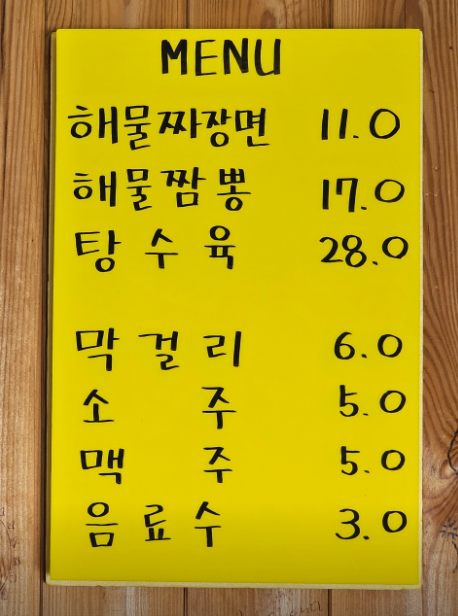 MENU
해물짜장면 11.0
해물짬뽕 17.0
탕수육 28.0
막걸리 6.0
소주 5.0
맥주 5.0
음료수 3.0